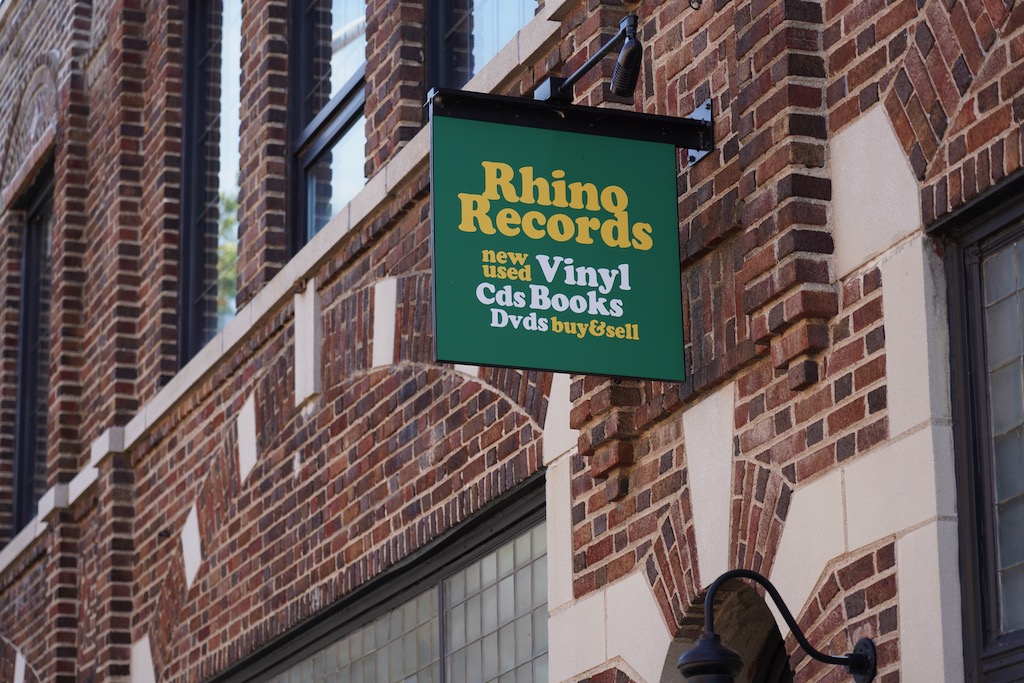 Rhino
Records
new used Vinyl
Cds Books
Dvds buy&sell